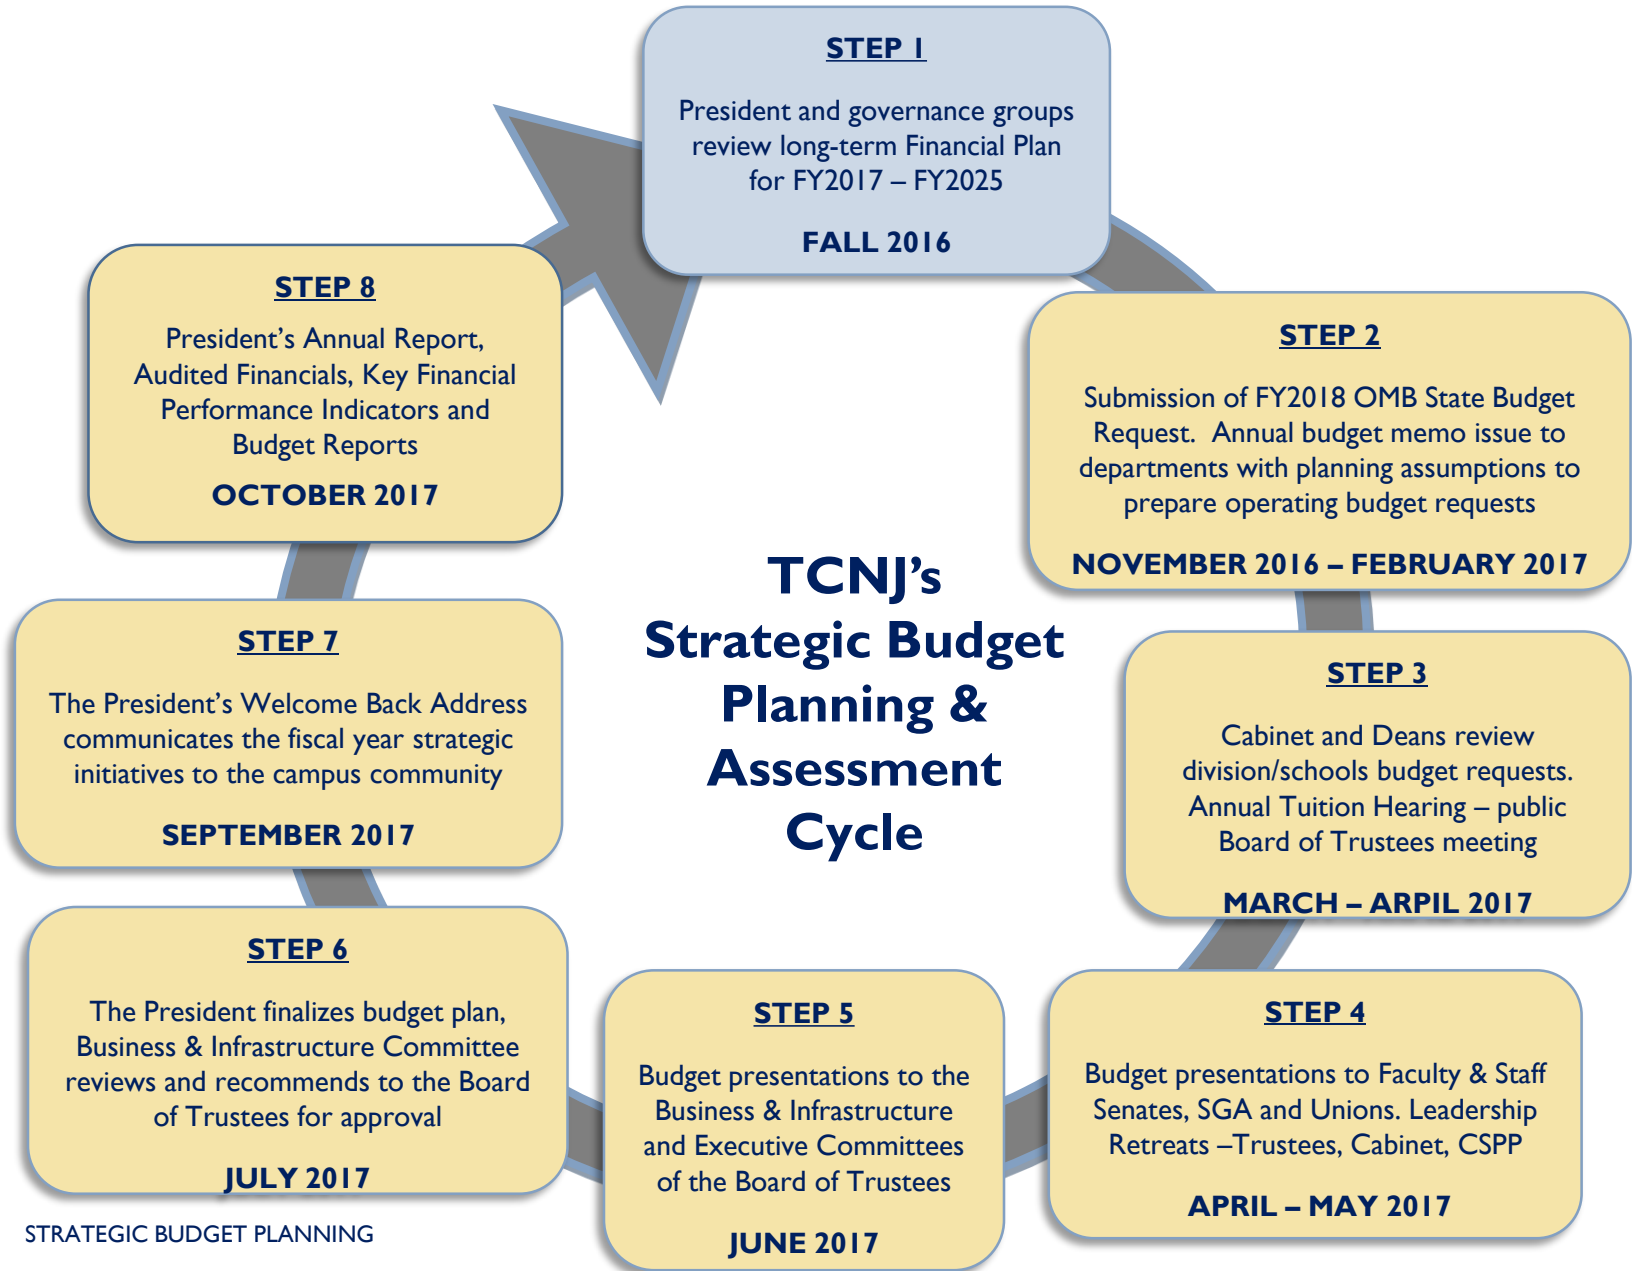 STEP 1
President and governance groups
review long-term Financial Plan
for FY2017 – FY2025
FALL 2016
STEP 2
Submission of FY2018 OMB State Budget
Request.  Annual budget memo issue to
departments with planning assumptions to
prepare operating budget requests
NOVEMBER 2016 – FEBRUARY 2017
STEP 3
Cabinet and Deans review
division/schools budget requests.
Annual Tuition Hearing – public
Board of Trustees meeting
MARCH – ARPIL 2017
STEP 4
Budget presentations to Faculty & Staff
Senates, SGA and Unions. Leadership
Retreats –Trustees, Cabinet, CSPP
APRIL – MAY 2017
STEP 5
Budget presentations to the
Business & Infrastructure
and Executive Committees
of the Board of Trustees
JUNE 2017
STEP 6
The President finalizes budget plan,
Business & Infrastructure Committee
reviews and recommends to the Board
of Trustees for approval
JULY 2017
STEP 7
The President’s Welcome Back Address
communicates the fiscal year strategic
initiatives to the campus community
SEPTEMBER 2017
STEP 8
President’s Annual Report,
Audited Financials, Key Financial
Performance Indicators and
Budget Reports
OCTOBER 2017
TCNJ’s
Strategic Budget
Planning &
Assessment
Cycle
STRATEGIC BUDGET PLANNING